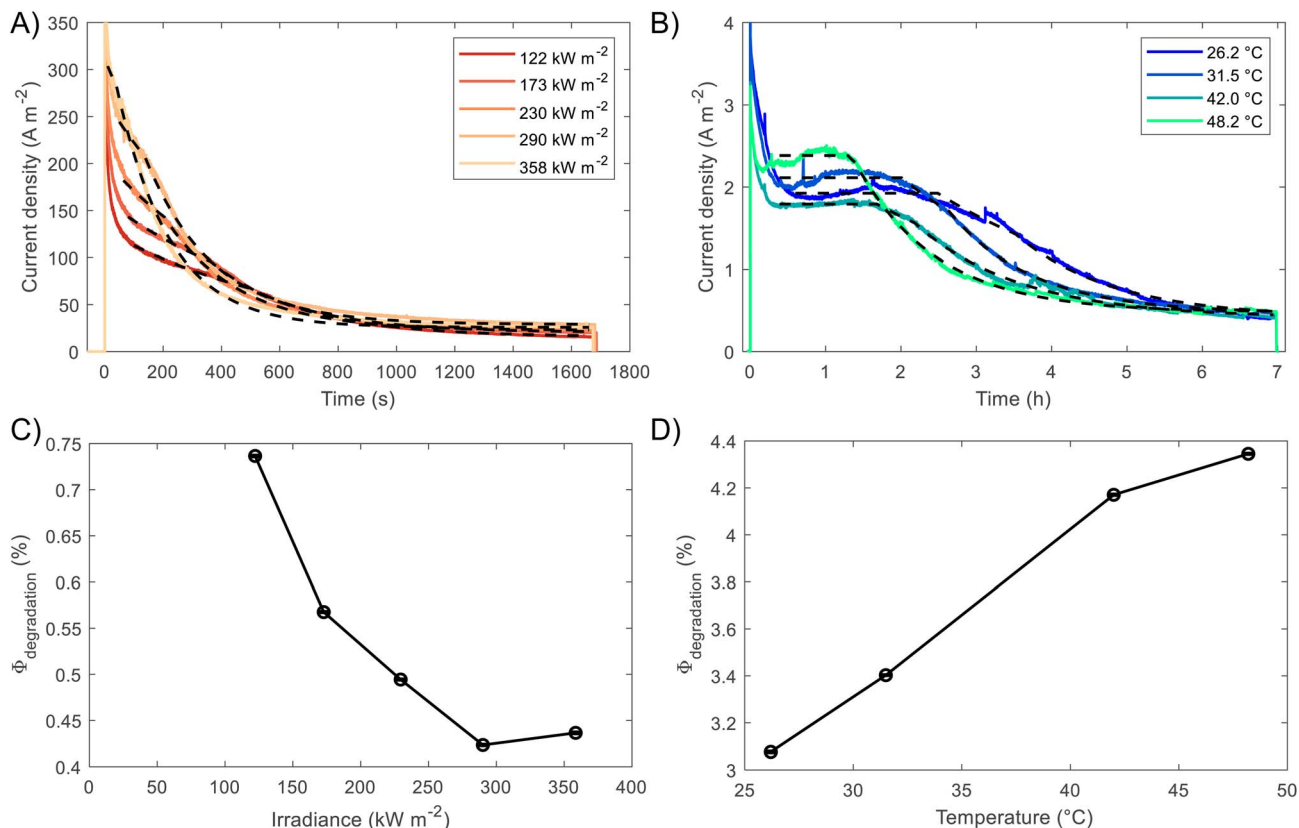 A)
350
300
250
200
150
100
50
0
Current density (A m-2)
0 200 400 600 800 1000 1200 1400 1600 1800
Time (s)
122 kW m-2
173 kW m-2
230 kW m-2
290 kW m-2
358 kW m-2
B)
4
3
2
1
0
Current density (A m-2)
0 1 2 3 4 5 6 7
Time (h)
26.2 °C
31.5 °C
42.0 °C
48.2 °C
C)
0.75
0.7
0.65
0.6
0.55
0.5
0.45
0.4
Φdegradation (%)
0 50 100 150 200 250 300 350 400
Irradiance (kW m-2)
D)
4.4
4.2
4
3.8
3.6
3.4
3.2
3
Φdegradation (%)
25 30 35 40 45 50
Temperature (°C)